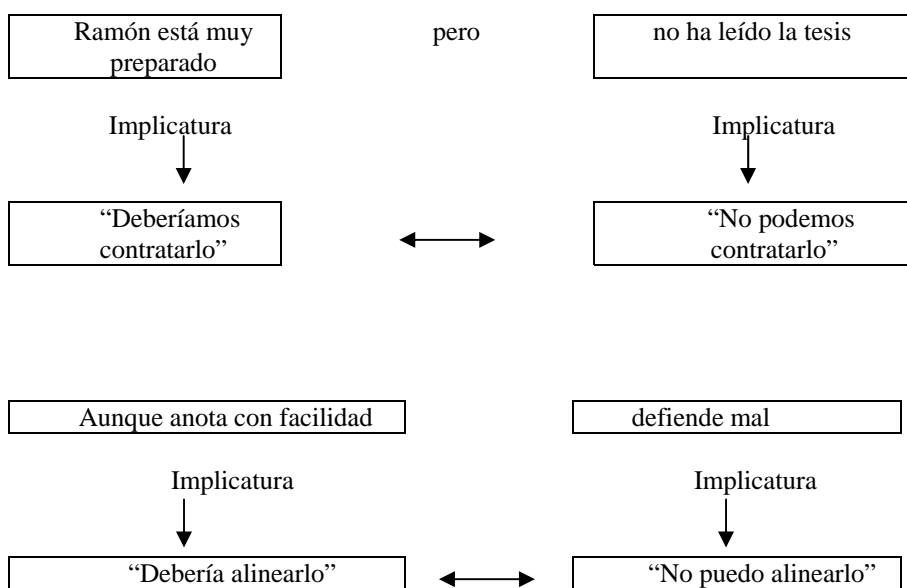 Ramón está muy preparado
pero
no ha leído la tesis
Implicatura
Implicatura
“Deberíamos contratarlo”
“No podemos contratarlo”
Aunque anota con facilidad
defiende mal
Implicatura
Implicatura
“Debería alinearlo”
“No puedo alinearlo”